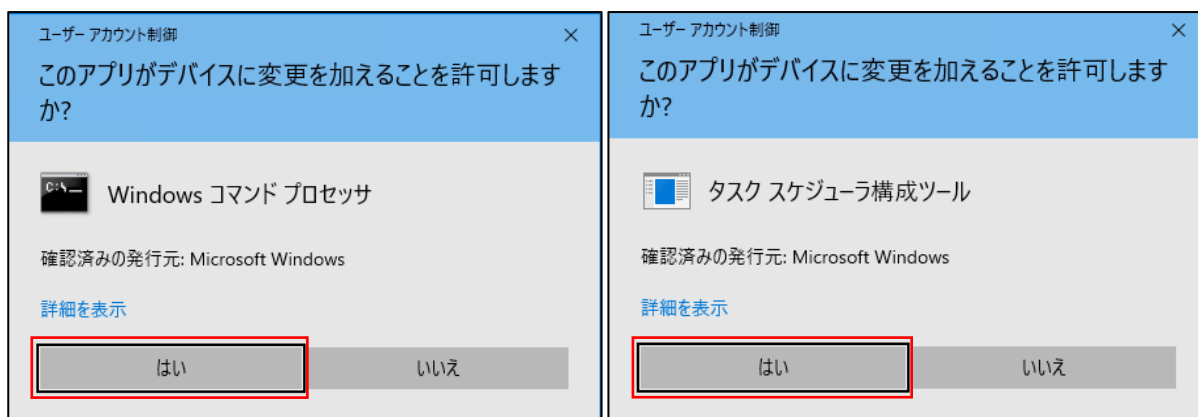 ユーザー アカウント制御
このアプリがデバイスに変更を加えることを許可します
か?
C:\_
Windows コマンド プロセッサ
確認済みの発行元: Microsoft Windows
詳細を表示
はい
いいえ
ユーザー アカウント制御
このアプリがデバイスに変更を加えることを許可します
か?
タスク スケジューラ構成ツール
確認済みの発行元: Microsoft Windows
詳細を表示
はい
いいえ